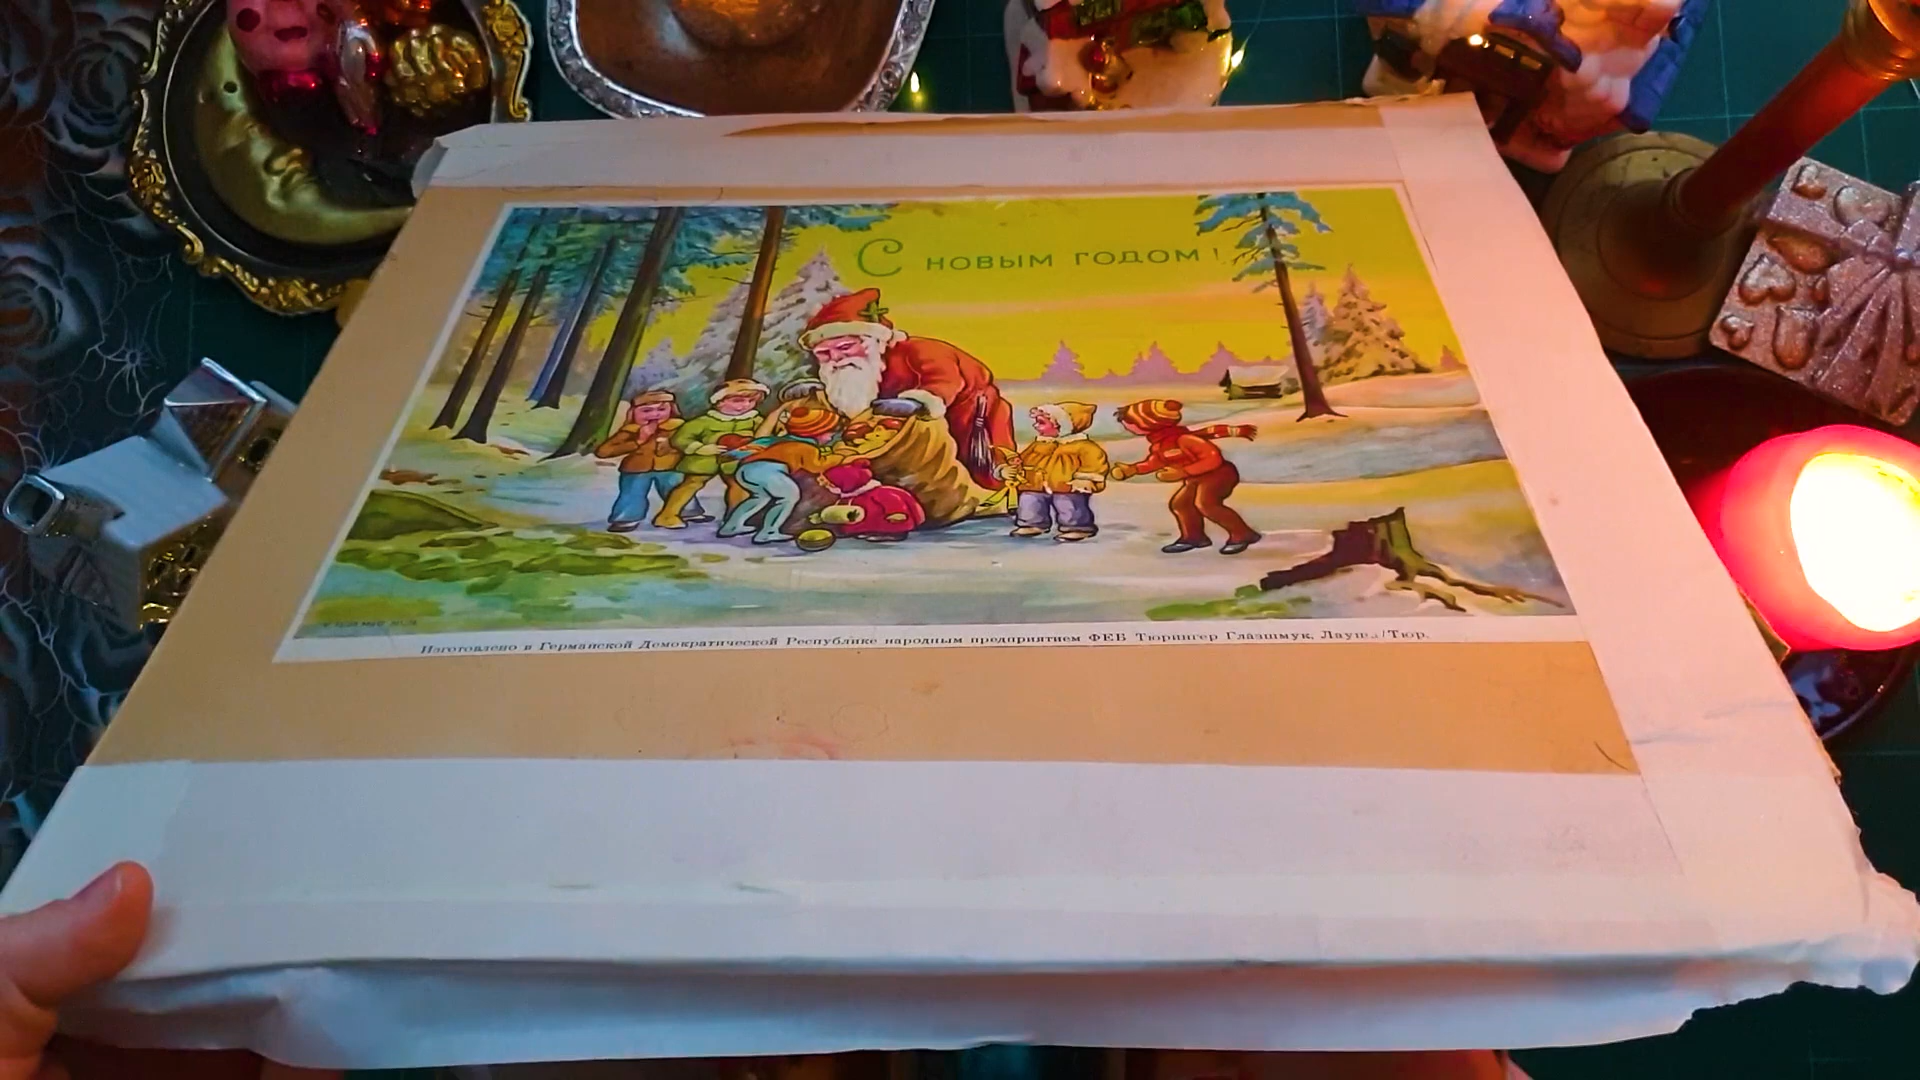 С НОВЫМ ГОДОМ!
Изготовлено в Германской Демократической Республике народным предприятием ФЕБ Тюрингер Глазшмук, Лауша/Тюр.